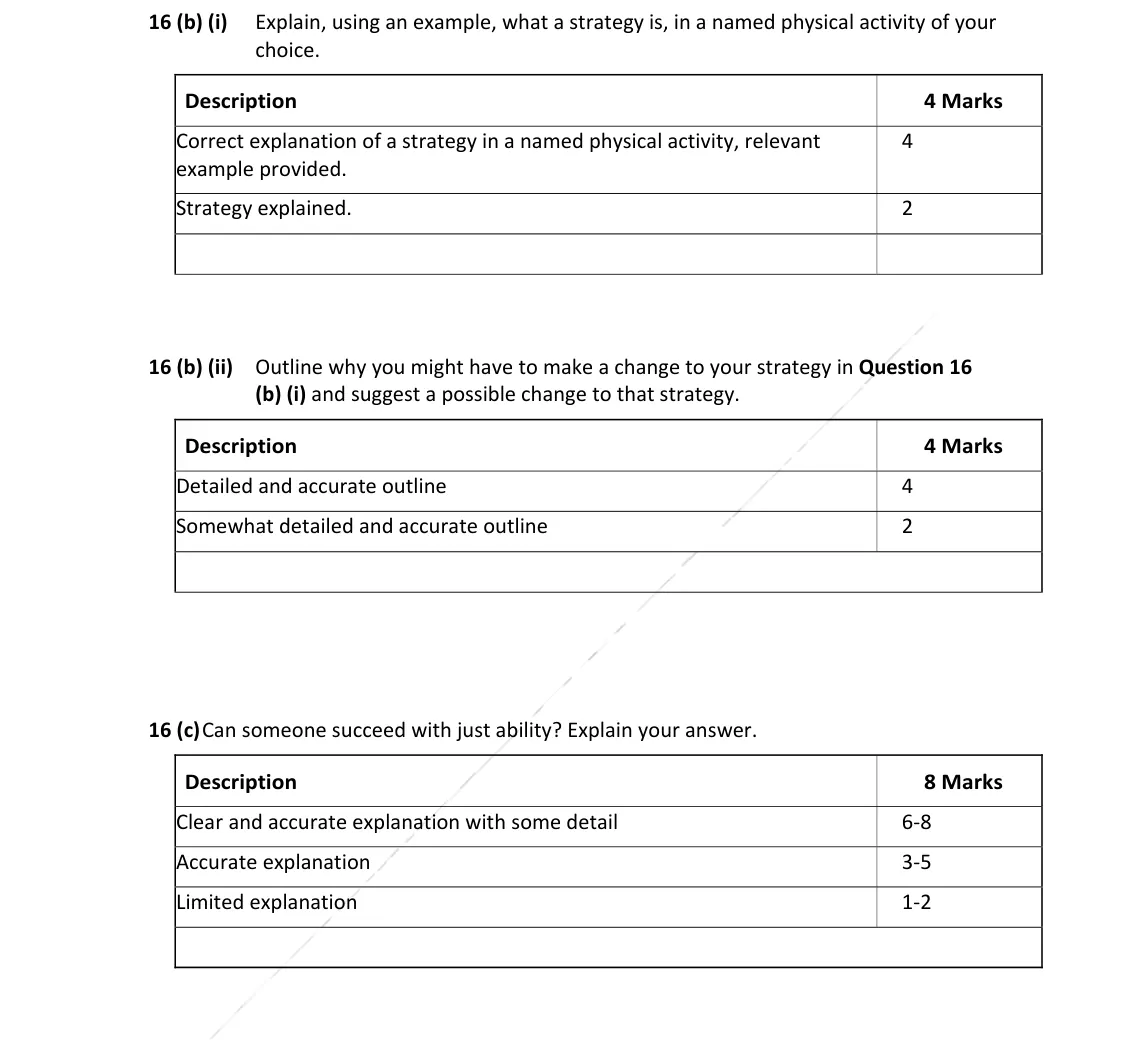 16 (b) (i) Explain, using an example, what a strategy is, in a named physical activity of your
choice.
Description 4 Marks
Correct explanation of a strategy in a named physical activity, relevant 4
example provided.
Strategy explained. 2
16 (b) (ii) Outline why you might have to make a change to your strategy in Question 16
(b) (i) and suggest a possible change to that strategy.
Description 4 Marks
Detailed and accurate outline 4
Somewhat detailed and accurate outline 2
16 (c) Can someone succeed with just ability? Explain your answer.
Description 8 Marks
Clear and accurate explanation with some detail 6-8
Accurate explanation 3-5
Limited explanation 1-2